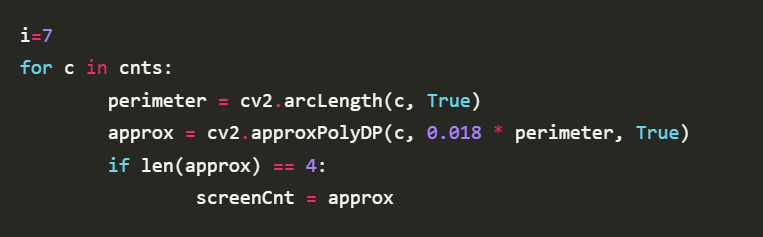 i=7
for c in cnts:
        perimeter = cv2.arcLength(c, True)
        approx = cv2.approxPolyDP(c, 0.018 * perimeter, True)
        if len(approx) == 4:
                screenCnt = approx